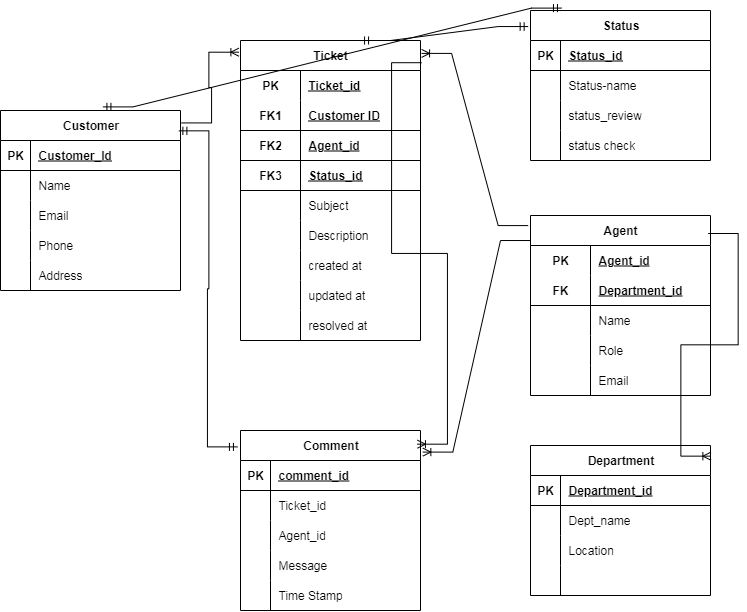 Status
PK Status_id
Status-name
status_review
status check
Ticket
PK Ticket_id
FK1 Customer ID
FK2 Agent_id
FK3 Status_id
Subject
Description
created at
updated at
resolved at
Customer
PK Customer_Id
Name
Email
Phone
Address
Agent
PK Agent_id
FK Department_id
Name
Role
Email
Comment
PK comment_id
Ticket_id
Agent_id
Message
Time Stamp
Department
PK Department_id
Dept_name
Location